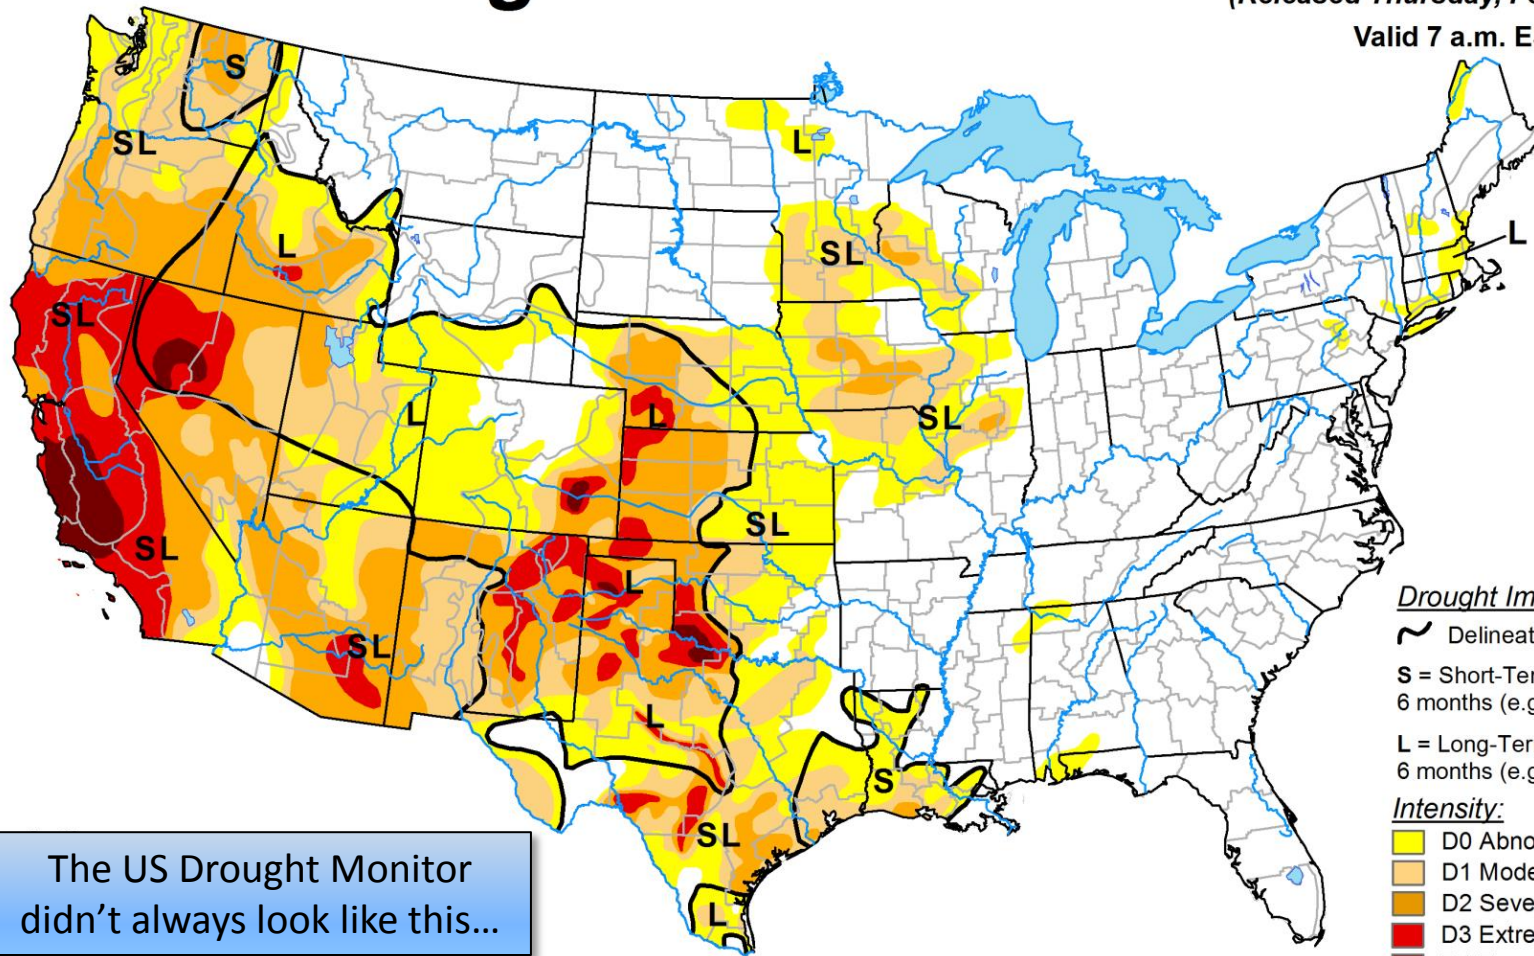 (Released Thursday,
Valid 7 a.m.
S
SL
L
L
SL
L
SL
L
L
SL
SL
SL
L
SL
L
S
SL
L
Drought Im
Delineat
S = Short-Ter
6 months (e.g
L = Long-Ter
6 months (e.g
Intensity:
D0 Abno
D1 Mode
D2 Seve
D3 Extre
The US Drought Monitor
didn't always look like this...